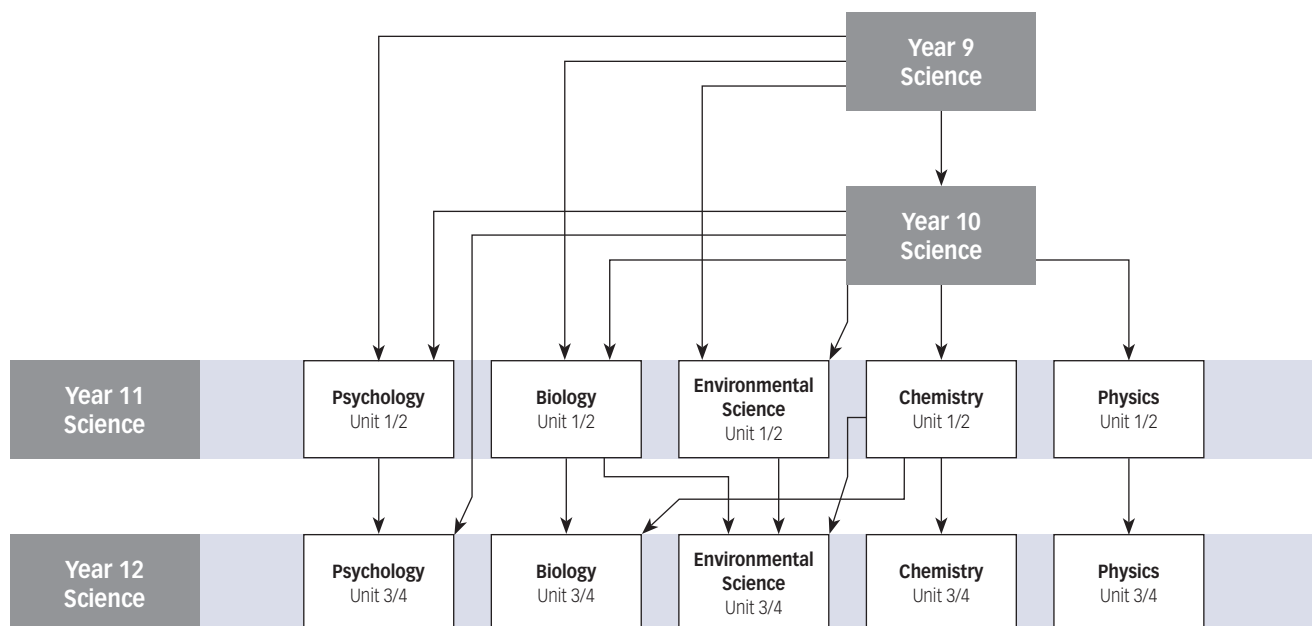 Year 9
Science
Year 10
Science
Year 11
Science
Psychology
Unit 1/2
Biology
Unit 1/2
Environmental
Science
Unit 1/2
Chemistry
Unit 1/2
Physics
Unit 1/2
Year 12
Science
Psychology
Unit 3/4
Biology
Unit 3/4
Environmental
Science
Unit 3/4
Chemistry
Unit 3/4
Physics
Unit 3/4